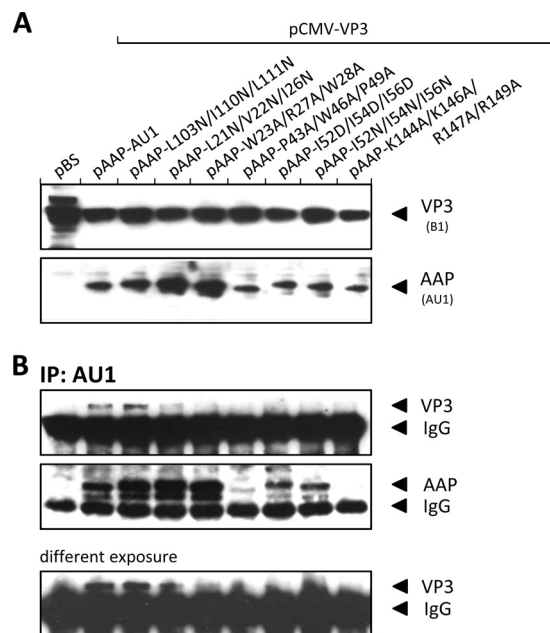 A
pCMV-VP3
pBS
pAAP-AU1
pAAP-L103N/I110N/L111N
pAAP-L21N/V22N/I26N
pAAP-W23A/R27A/W28A
pAAP-P43A/W46A/P49A
pAAP-I52D/I54D/I56D
pAAP-I52N/I54N/I56N
pAAP-K144A/K146A/
R147A/R149A
VP3
(B1)
AAP
(AU1)
B
IP: AU1
VP3
IgG
AAP
IgG
different exposure
VP3
IgG